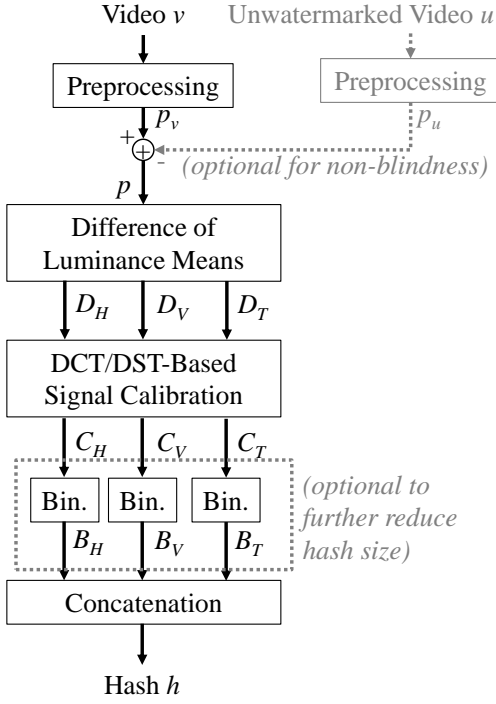 Video v
Unwatermarked Video u
Preprocessing
Preprocessing
p_v
p_u
+
+
-
(optional for non-blindness)
p
Difference of
Luminance Means
D_H D_V D_T
DCT/DST-Based
Signal Calibration
C_H C_V C_T
Bin. Bin. Bin.
(optional to
further reduce
hash size)
B_H B_V B_T
Concatenation
Hash h